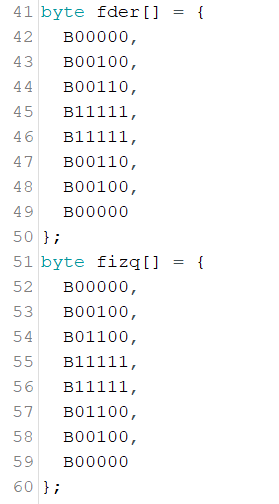 41 byte fder[] = {
42   B00000,
43   B00100,
44   B00110,
45   B11111,
46   B11111,
47   B00110,
48   B00100,
49   B00000
50 };
51 byte fizq[] = {
52   B00000,
53   B00100,
54   B01100,
55   B11111,
56   B11111,
57   B01100,
58   B00100,
59   B00000
60 };